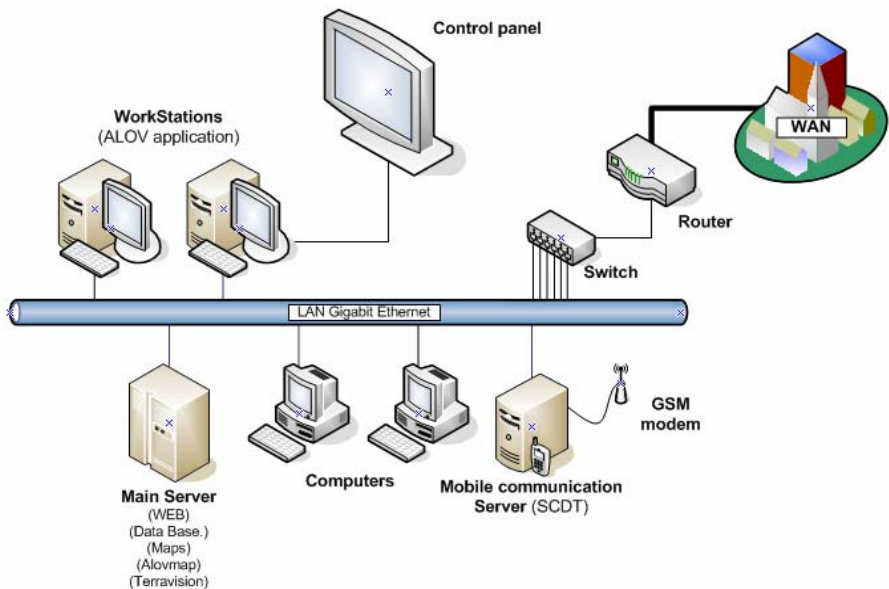 Control panel
WorkStations
(ALOV application)
WAN
Router
Switch
LAN Gigabit Ethernet
GSM
modem
Computers
Mobile communication
Server (SCDT)
Main Server
(WEB)
(Data Base.)
(Maps)
(Alovmap)
(Terravision)